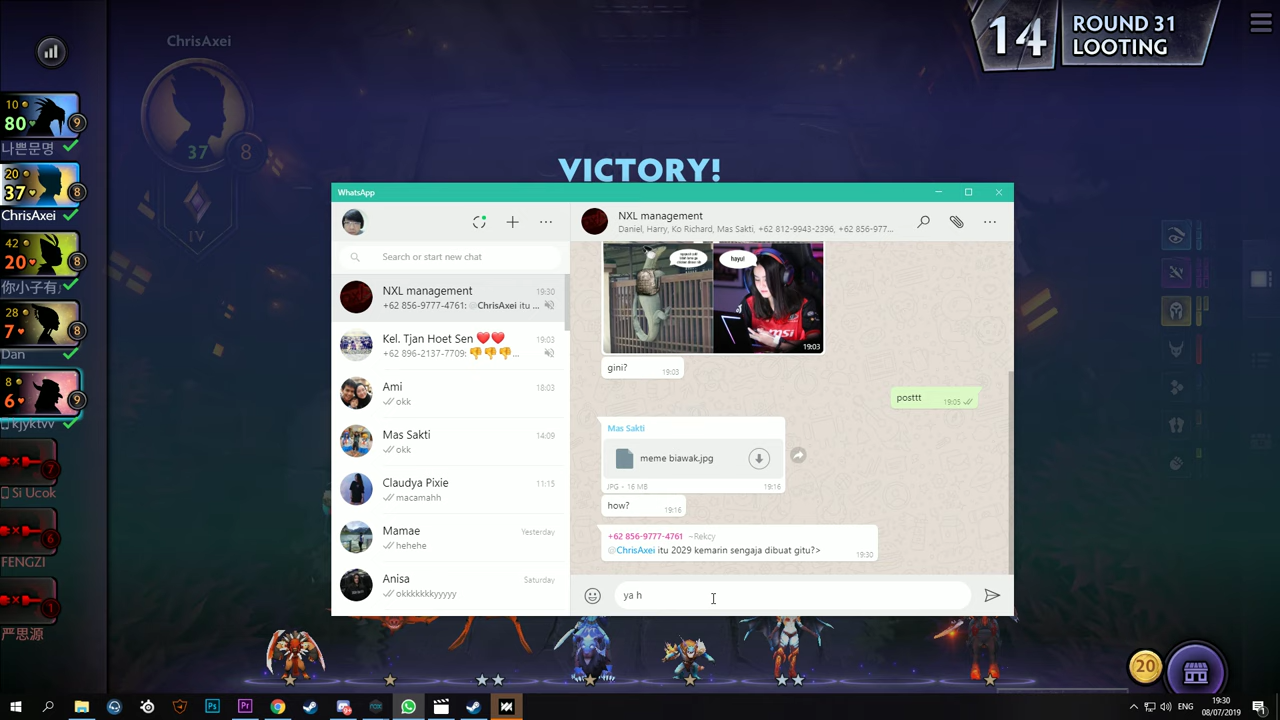 ChrisAxei
37
8
IV
14
ROUND 31
LOOTING
VICTORY!
10
80
9
나쁜문명
20
37
8
ChrisAxei
42
20
8
28
7
8
Dan
8
6
9
kjyktvv
7
Si Ucok
6
FENGZI
1
严思源
WhatsApp
Search or start new chat
NXL management
19:30
+62 856-9777-4761: @ChrisAxei itu ...
Kel. Tjan Hoet Sen ❤️❤️
19:03
+62 896-2137-7709: 👎👎👎...
Ami
18:03
okk
Mas Sakti
14:09
okk
Claudya Pixie
11:15
macamahh
Mamae
Yesterday
hehehe
Anisa
Saturday
okkkkkkkyyyyy
NXL management
Daniel, Harry, Ko Richard, Mas Sakti, +62 812-9943-2396, +62 856-977...
hayu!
19:03
gini?
19:03
posttt
19:05
Mas Sakti
meme biawak.jpg
JPG • 16 MB
19:16
how?
19:16
+62 856-9777-4761 ~Rekcy
@ChrisAxei itu 2029 kemarin sengaja dibuat gitu?>
19:30
ya h
20
Ps
Pr
19:30
ENG
08/07/2019
1